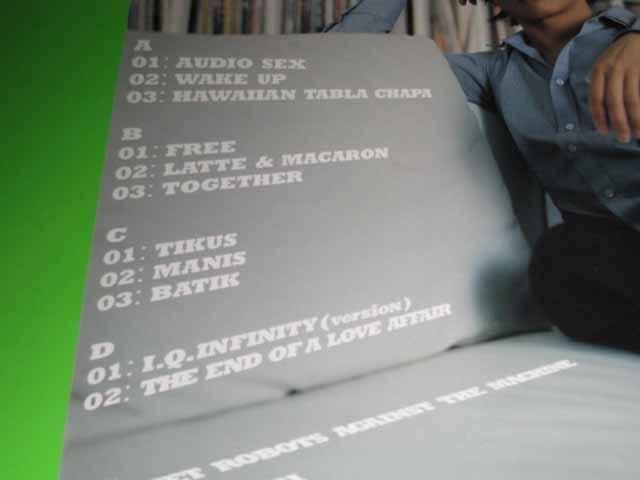 A
01: AUDIO SEX
02: WAKE UP
03: HAWAIIAN TABLA CHAPA
B
01: FREE
02: LATTE & MACARON
03: TOGETHER
C
01: TIKUS
02: MANIS
03: BATIK
D
01: I.Q.INFINITY(version)
02: THE END OF A LOVE AFFAIR
ROBOTS AGAINST THE MACHINE